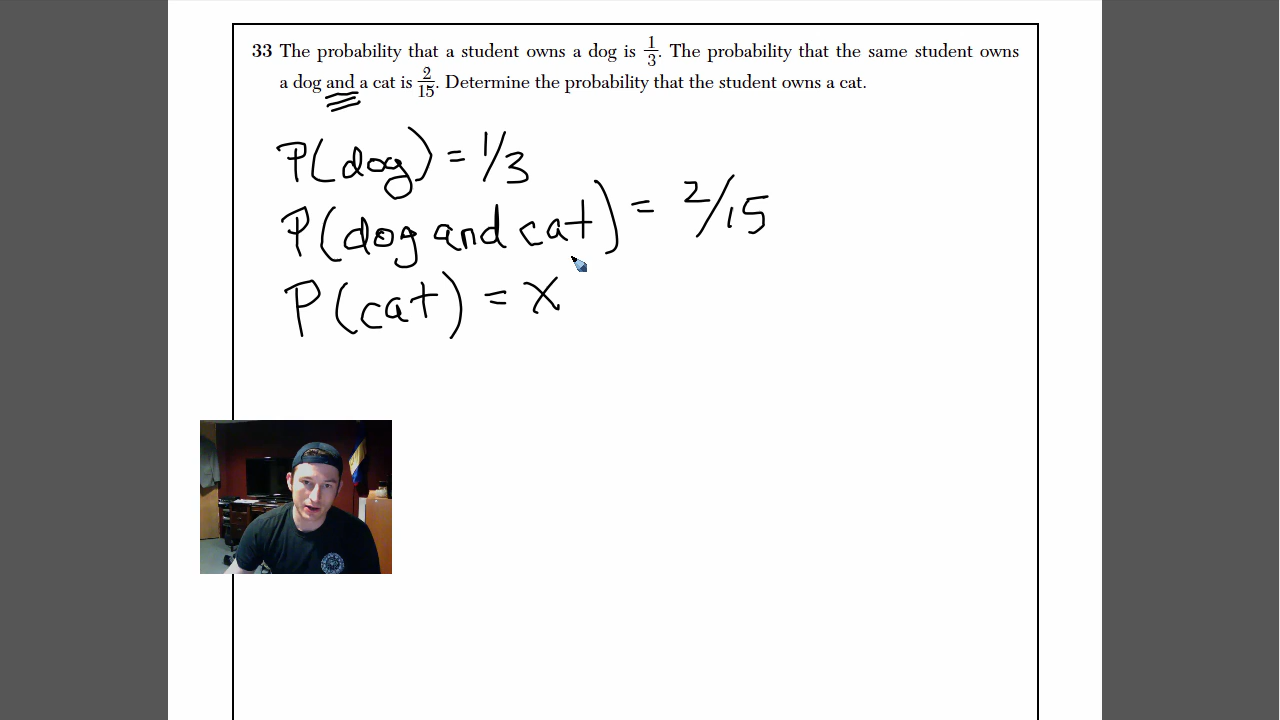 33 The probability that a student owns a dog is 1/3. The probability that the same student owns
a dog and a cat is 2/15. Determine the probability that the student owns a cat.
P(dog) = 1/3
P(dog and cat) = 2/15
P(cat) = x